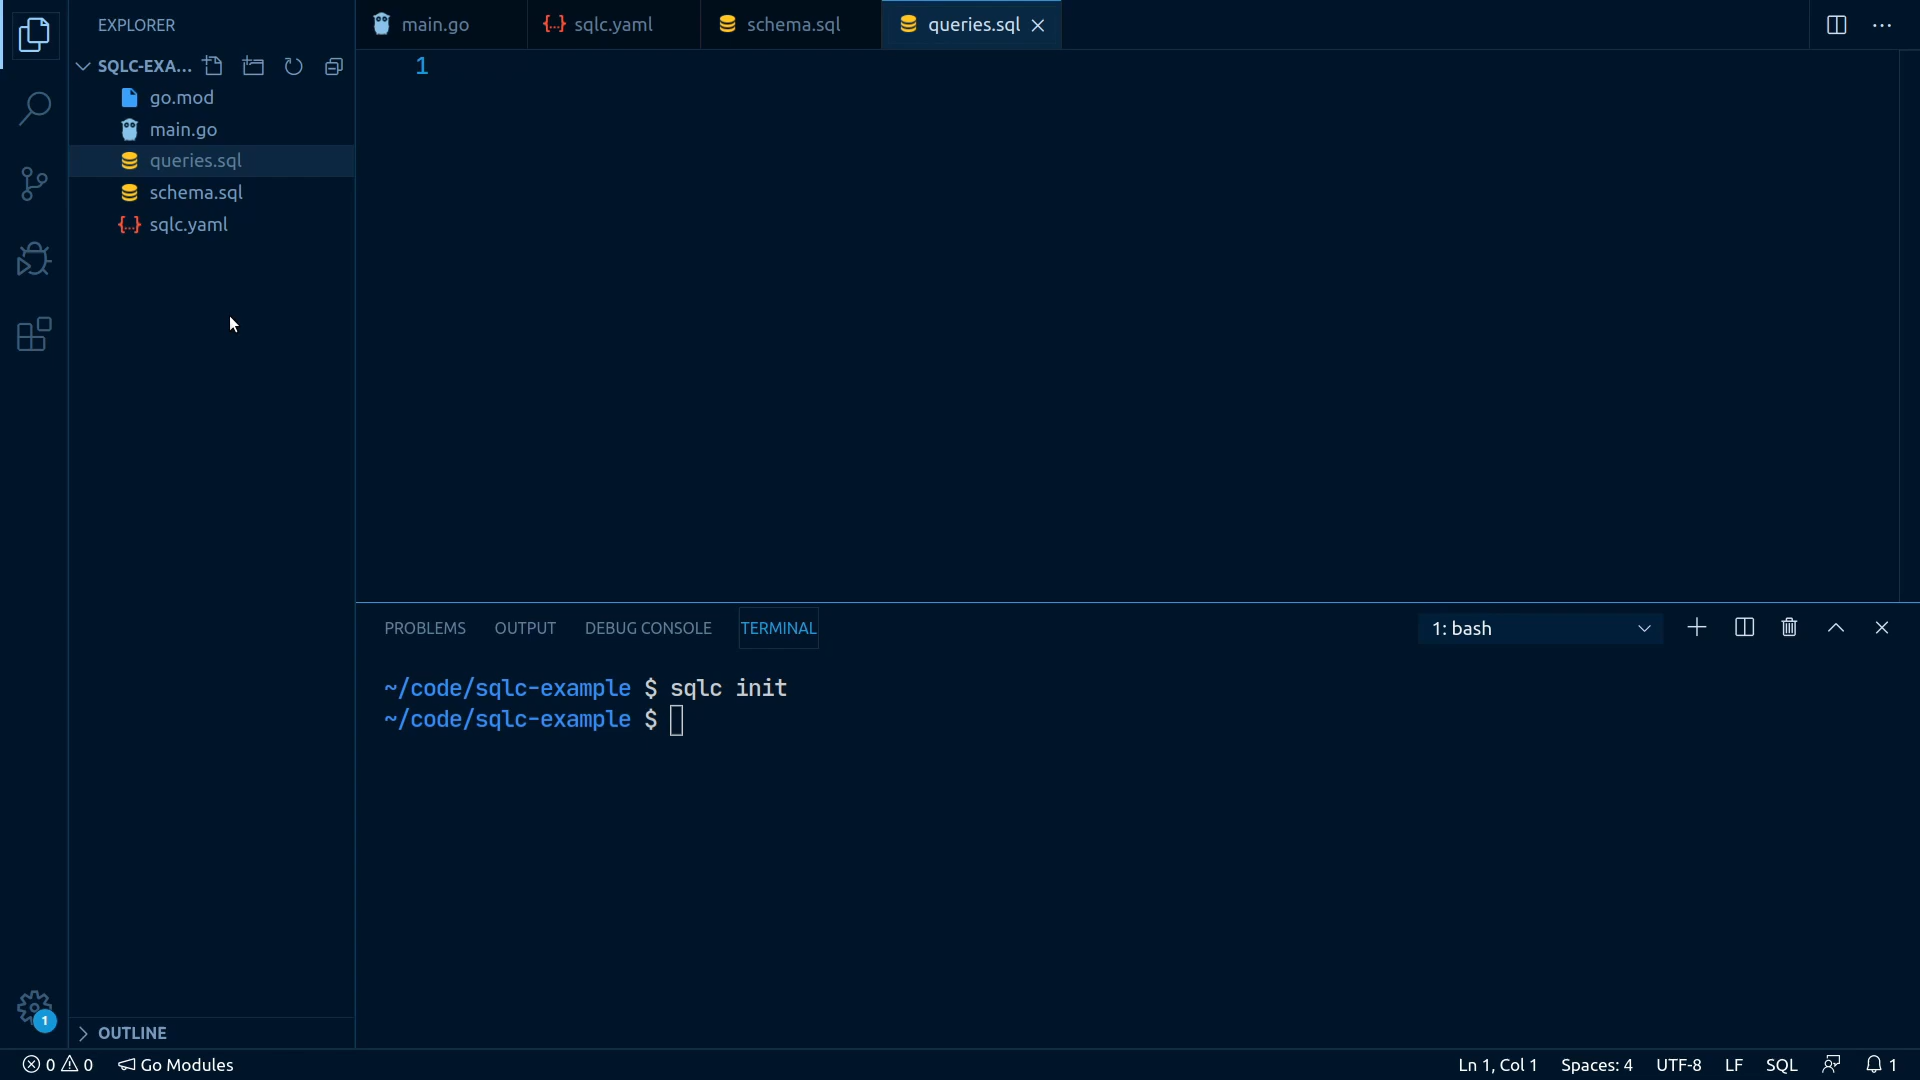 EXPLORER
SQLC-EXA...
go.mod
main.go
queries.sql
schema.sql
sqlc.yaml
OUTLINE
main.go
sqlc.yaml
schema.sql
queries.sql
1
PROBLEMS OUTPUT DEBUG CONSOLE TERMINAL
1: bash
~/code/sqlc-example $ sqlc init
~/code/sqlc-example $
1
0 0 Go Modules
Ln 1, Col 1 Spaces: 4 UTF-8 LF SQL 1